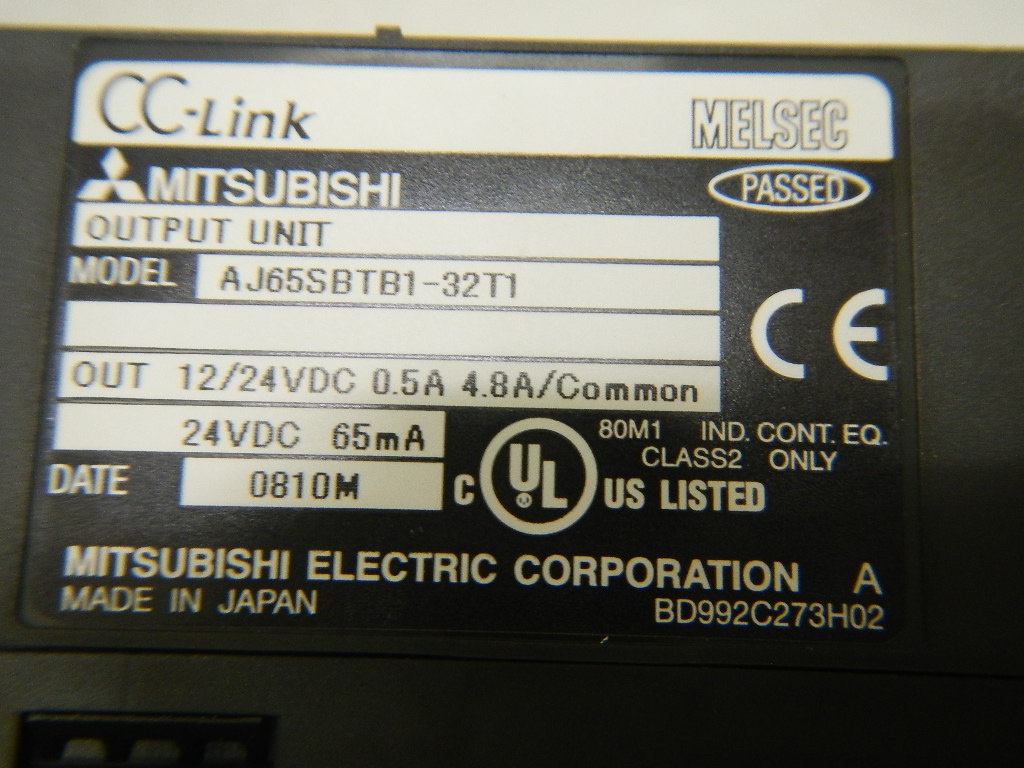 CC-Link MELSEC
MITSUBISHI PASSED
OUTPUT UNIT
MODEL AJ65SBTB1-32T1
CE
OUT 12/24VDC 0.5A 4.8A/Common
24VDC 65mA
80M1 IND. CONT. EQ.
CLASS2 ONLY
DATE 0810M
C UL US LISTED
MITSUBISHI ELECTRIC CORPORATION A
MADE IN JAPAN BD992C273H02